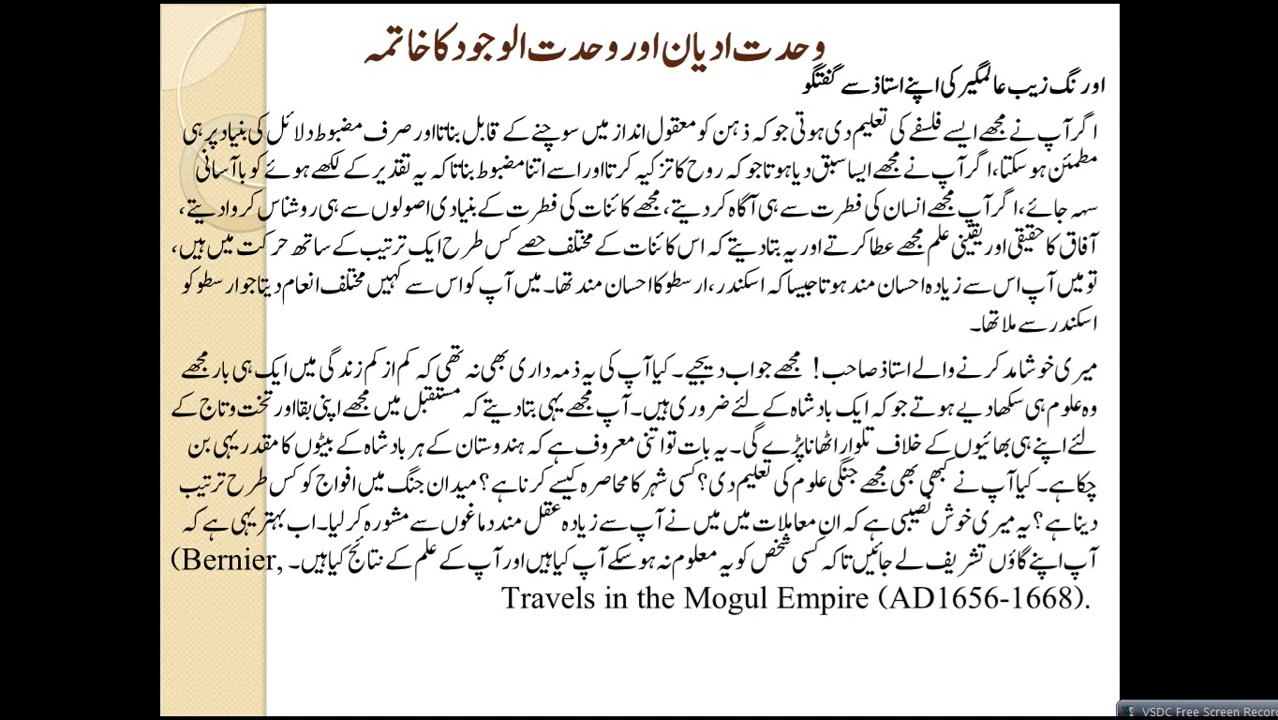 وحدت ادیان اور وحدت الوجود کا خاتمہ
اورنگ زیب عالمگیر کی اپنے استاذ سے گفتگو
اگر آپ نے مجھے ایسے فلسفے کی تعلیم دی ہوتی جو کہ ذہن کو معقول انداز میں سوچنے کے قابل بناتا اور صرف مضبوط دلائل کی بنیاد پر ہی
مطمئن ہو سکتا، اگر آپ نے مجھے ایسا سبق دیا ہوتا جو کہ روح کا تزکیہ کرتا اور اسے اتنا مضبوط بناتا کہ یہ تقدیر کے لکھے ہوئے کو باآسانی
سہہ جائے، اگر آپ مجھے انسان کی فطرت سے ہی آگاہ کر دیتے، مجھے کائنات کی فطرت کے بنیادی اصولوں سے ہی روشناس کروا دیتے،
آفاق کا حقیقی اور یقینی علم مجھے عطا کرتے اور یہ بتا دیتے کہ اس کائنات کے مختلف حصے کس طرح ایک ترتیب کے ساتھ حرکت میں ہیں،
تو میں آپ اس سے زیادہ احسان مند ہوتا جیسا کہ اسکندر، ارسطو کا احسان مند تھا۔ میں آپ کو اس سے کہیں مختلف انعام دیتا جو ارسطو کو
اسکندر سے ملا تھا۔
میری خوشامد کرنے والے استاذ صاحب! مجھے جواب دیجیے۔ کیا آپ کی یہ ذمہ داری بھی نہ تھی کہ کم از کم زندگی میں ایک ہی بار مجھے
وہ علوم ہی سکھا دیے ہوتے جو کہ ایک بادشاہ کے لئے ضروری ہیں۔ آپ مجھے یہی بتا دیتے کہ مستقبل میں مجھے اپنی بقا اور تخت و تاج کے
لئے اپنے ہی بھائیوں کے خلاف تلوار اٹھانا پڑے گی۔ یہ بات تو اتنی معروف ہے کہ ہندوستان کے ہر بادشاہ کے بیٹوں کا مقدر یہی بن
چکا ہے۔ کیا آپ نے کبھی بھی مجھے جنگی علوم کی تعلیم دی؟ کسی شہر کا محاصرہ کیسے کرنا ہے؟ میدان جنگ میں افواج کو کس طرح ترتیب
دینا ہے؟ یہ میری خوش نصیبی ہے کہ ان معاملات میں میں نے آپ سے زیادہ عقل مند دماغوں سے مشورہ کر لیا۔ اب بہتر یہی ہے کہ
آپ اپنے گاؤں تشریف لے جائیں تاکہ کسی شخص کو یہ معلوم نہ ہو سکے آپ کیا ہیں اور آپ کے علم کے نتائج کیا ہیں۔ (Bernier,
Travels in the Mogul Empire (AD1656-1668).
VSDC Free Screen Recor